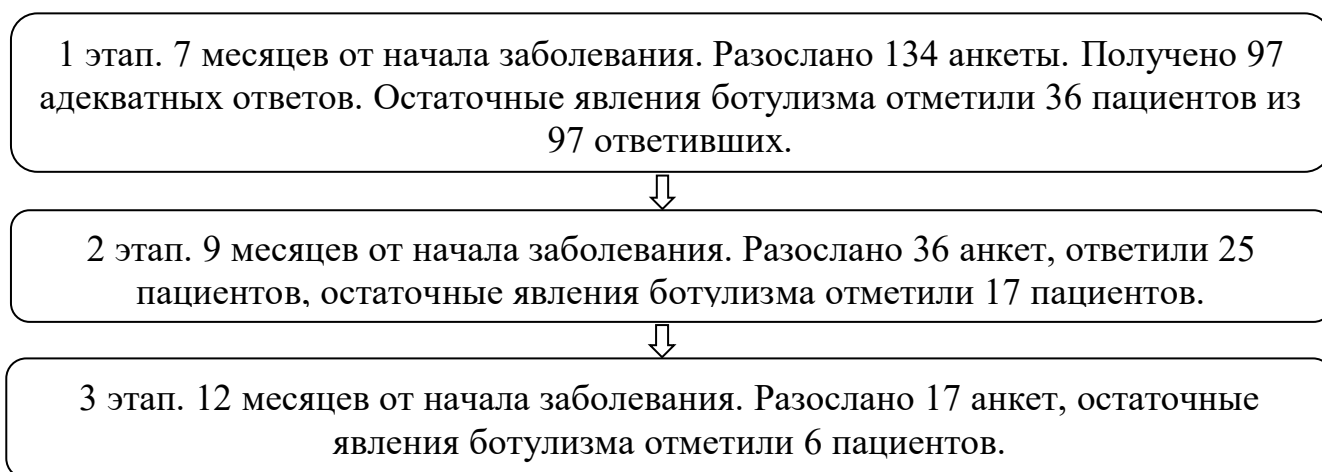 1 этап. 7 месяцев от начала заболевания. Разослано 134 анкеты. Получено 97
адекватных ответов. Остаточные явления ботулизма отметили 36 пациентов из
97 ответивших.
2 этап. 9 месяцев от начала заболевания. Разослано 36 анкет, ответили 25
пациентов, остаточные явления ботулизма отметили 17 пациентов.
3 этап. 12 месяцев от начала заболевания. Разослано 17 анкет, остаточные
явления ботулизма отметили 6 пациентов.